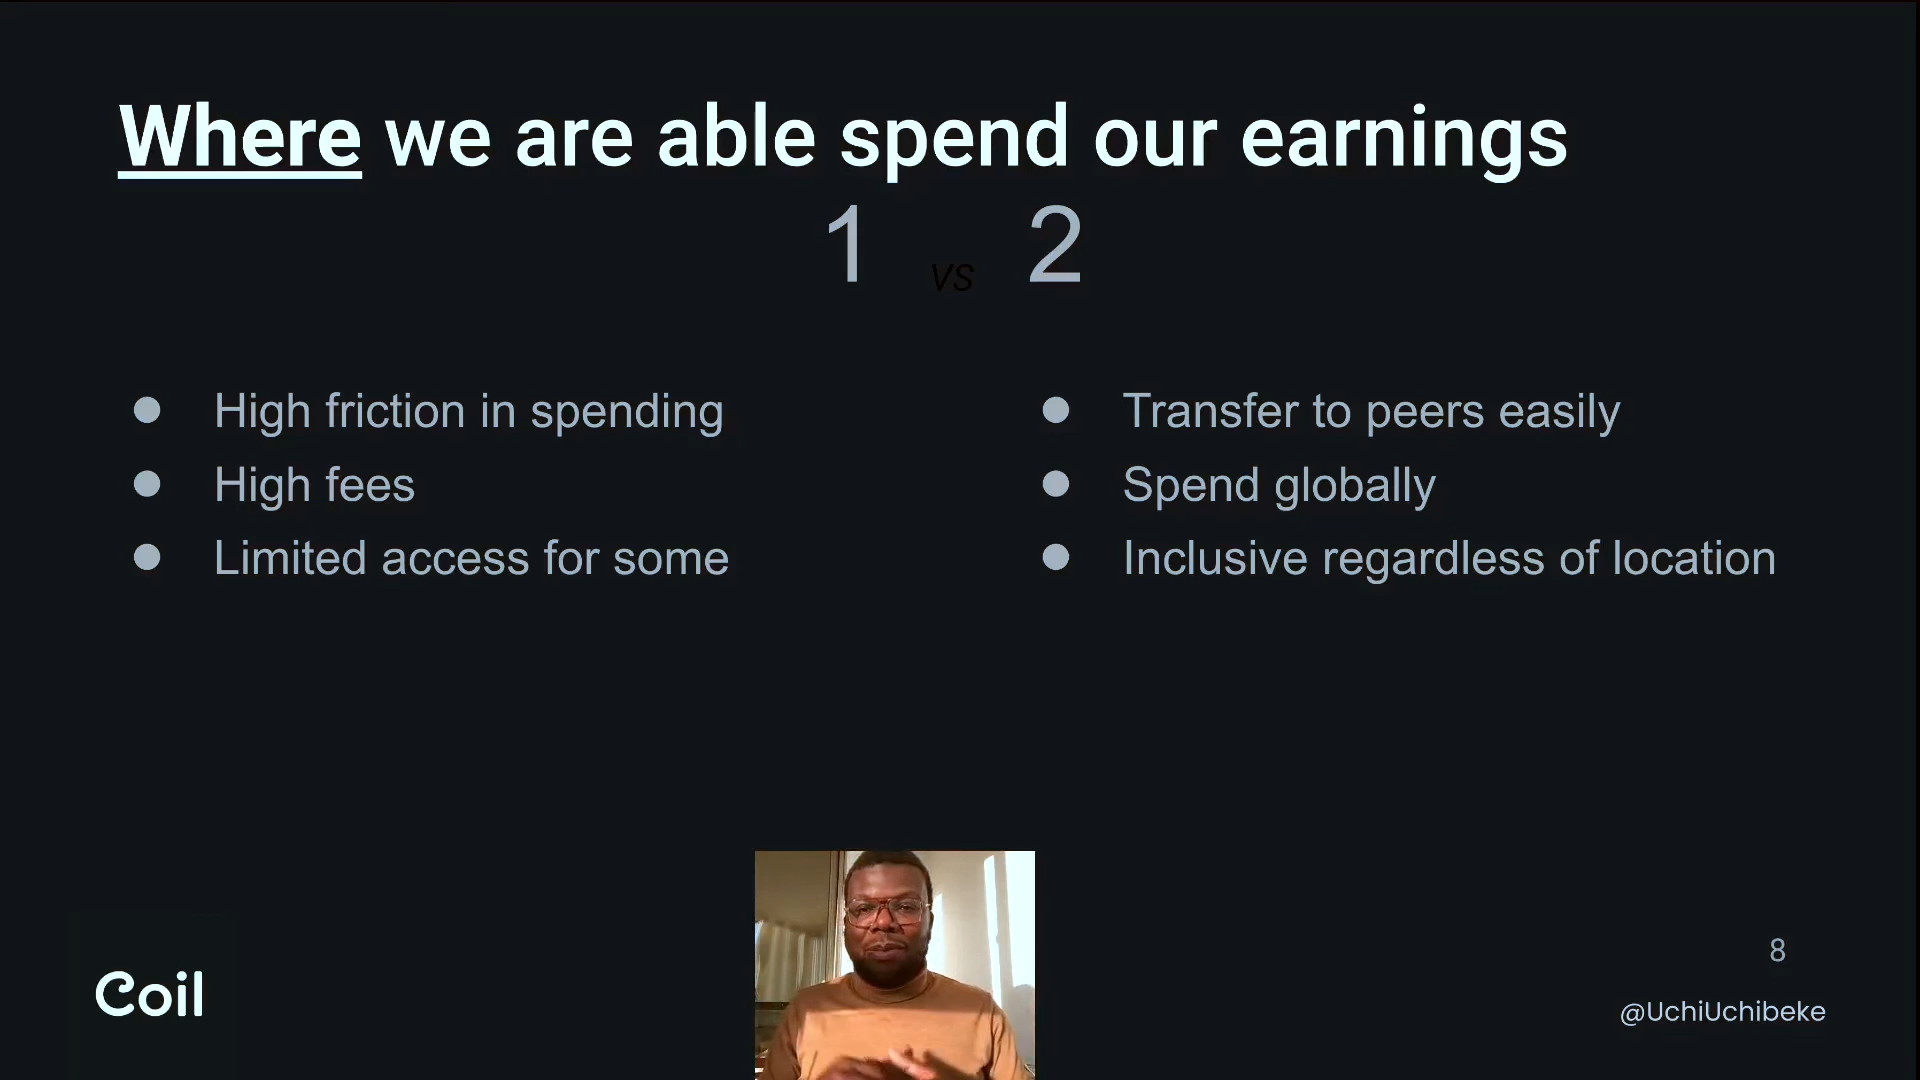 Where we are able spend our earnings
1 vs 2
● High friction in spending
● High fees
● Limited access for some
● Transfer to peers easily
● Spend globally
● Inclusive regardless of location
8
Coil
@UchiUchibeke